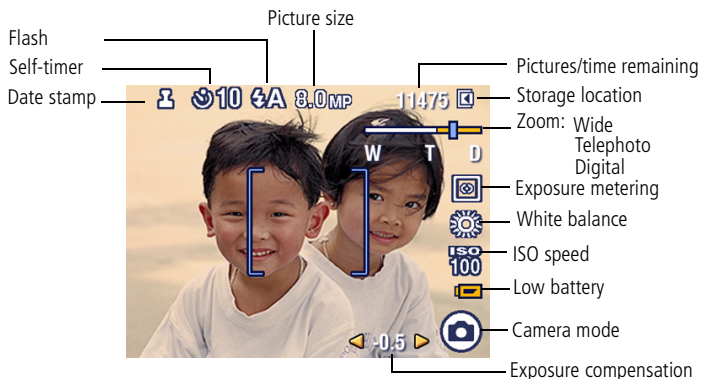 Picture size
Flash
Self-timer
Date stamp
Pictures/time remaining
Storage location
Zoom: Wide
Telephoto
Digital
Exposure metering
White balance
ISO speed
Low battery
Camera mode
Exposure compensation
10 A 8.0MP 11475
W T D
ISO
100
-0.5